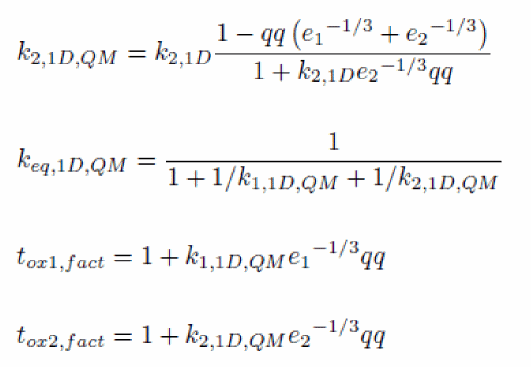 k_{2,1D,QM} = k_{2,1D} \frac{1 - qq (e_1^{-1/3} + e_2^{-1/3})}{1 + k_{2,1D} e_2^{-1/3} qq}
k_{eq,1D,QM} = \frac{1}{1 + 1/k_{1,1D,QM} + 1/k_{2,1D,QM}}
t_{ox1,fact} = 1 + k_{1,1D,QM} e_1^{-1/3} qq
t_{ox2,fact} = 1 + k_{2,1D,QM} e_2^{-1/3} qq